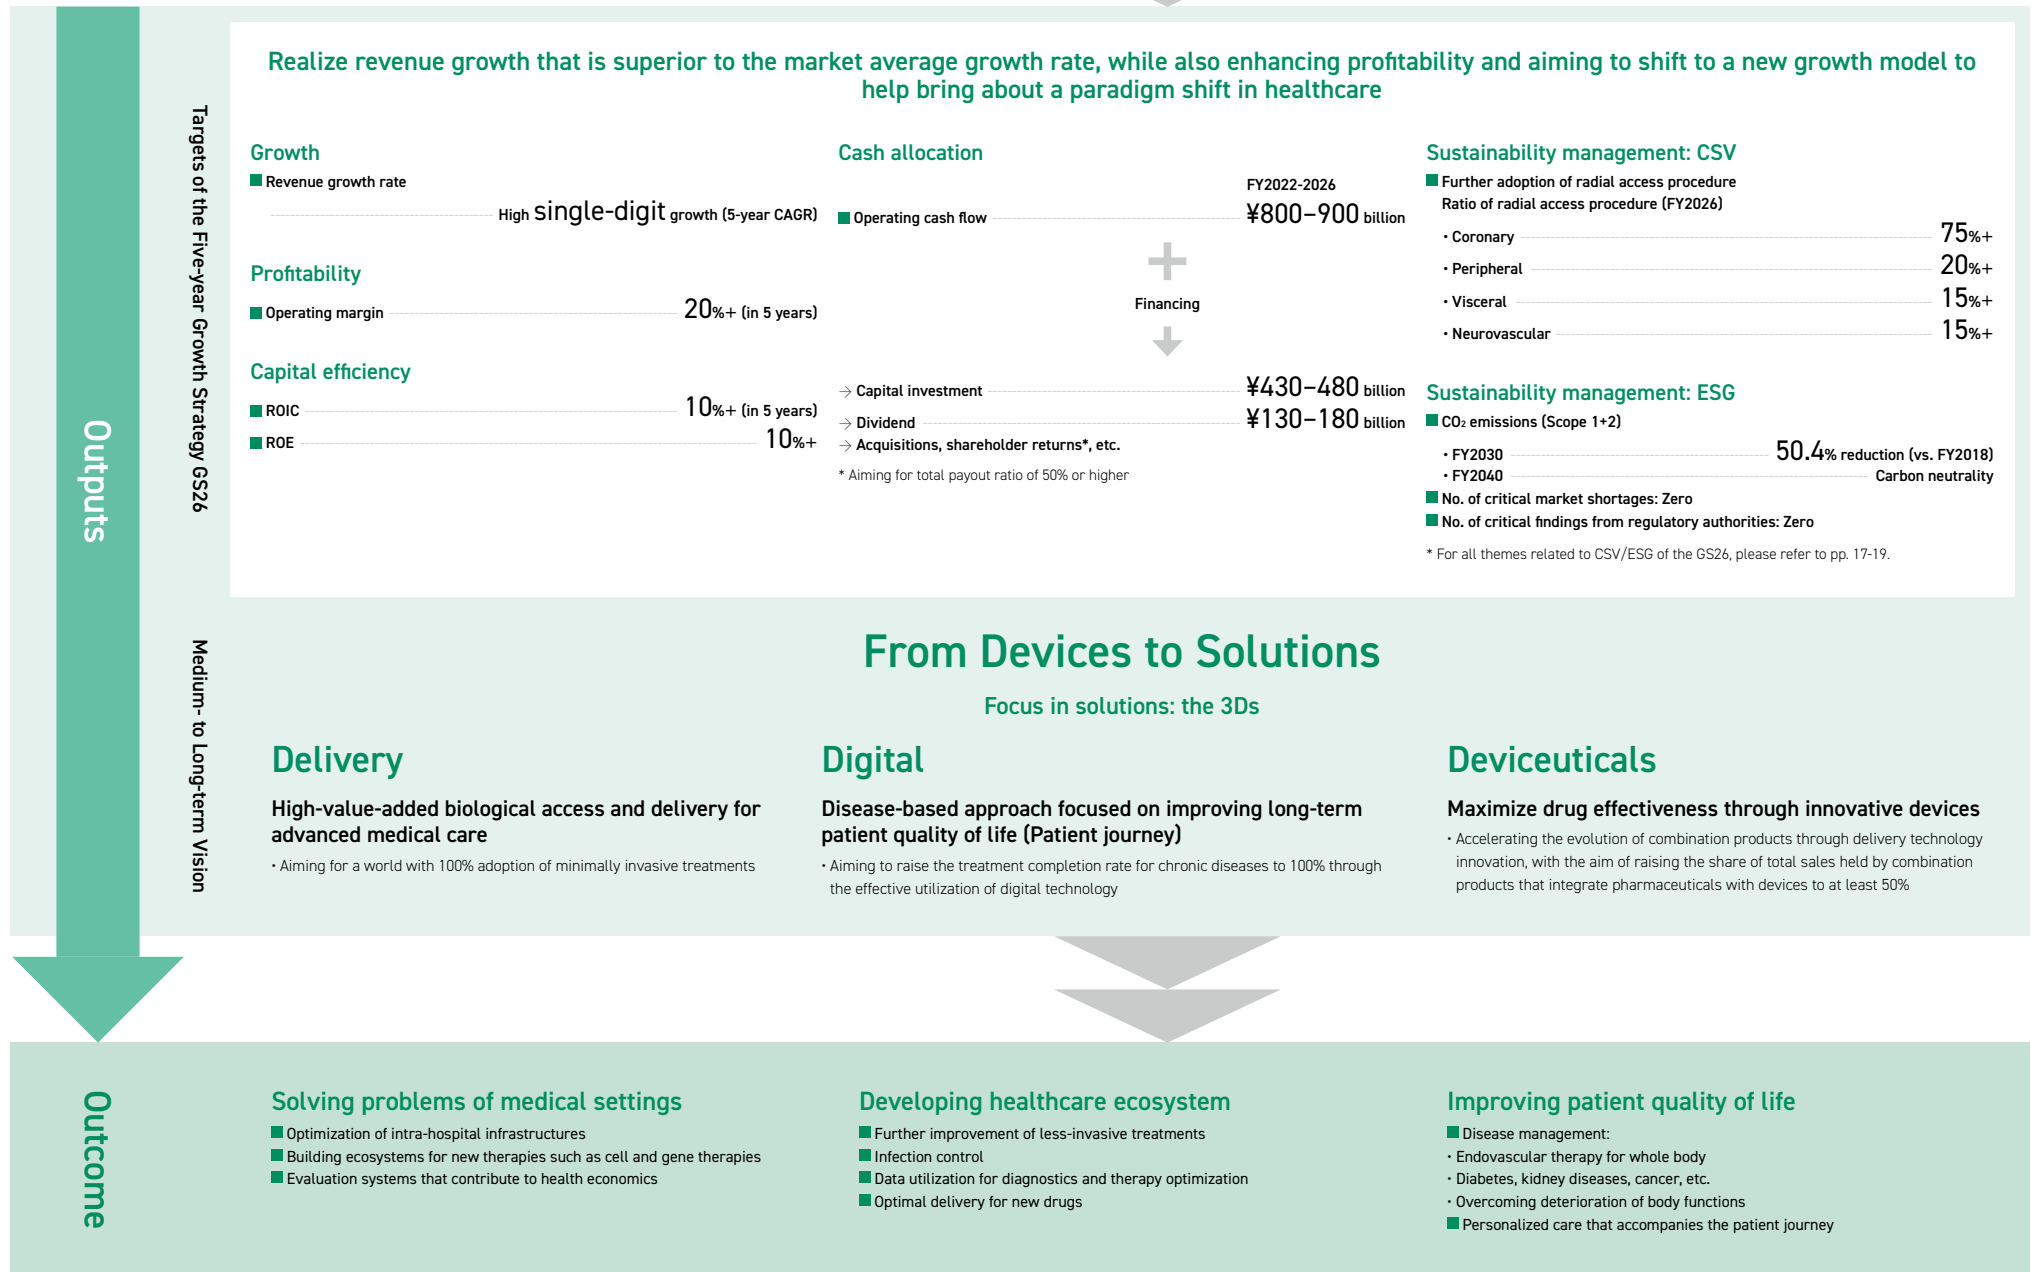 Outputs
Targets of the Five-year Growth Strategy GS26
Realize revenue growth that is superior to the market average growth rate, while also enhancing profitability and aiming to shift to a new growth model to
help bring about a paradigm shift in healthcare
Growth
Revenue growth rate
High single-digit growth (5-year CAGR)
Profitability
Operating margin 20%+ (in 5 years)
Capital efficiency
ROIC 10%+ (in 5 years)
ROE 10%+
Cash allocation
FY2022-2026
Operating cash flow ¥800–900 billion
+
Financing
→ Capital investment ¥430–480 billion
→ Dividend ¥130–180 billion
→ Acquisitions, shareholder returns*, etc.
* Aiming for total payout ratio of 50% or higher
Sustainability management: CSV
Further adoption of radial access procedure
Ratio of radial access procedure (FY2026)
・Coronary 75%+
・Peripheral 20%+
・Visceral 15%+
・Neurovascular 15%+
Sustainability management: ESG
CO₂ emissions (Scope 1+2)
・FY2030 50.4% reduction (vs. FY2018)
・FY2040 Carbon neutrality
No. of critical market shortages: Zero
No. of critical findings from regulatory authorities: Zero
* For all themes related to CSV/ESG of the GS26, please refer to pp. 17-19.
Medium- to Long-term Vision
From Devices to Solutions
Focus in solutions: the 3Ds
Delivery
High-value-added biological access and delivery for
advanced medical care
・Aiming for a world with 100% adoption of minimally invasive treatments
Digital
Disease-based approach focused on improving long-term
patient quality of life (Patient journey)
・Aiming to raise the treatment completion rate for chronic diseases to 100% through
the effective utilization of digital technology
Deviceuticals
Maximize drug effectiveness through innovative devices
・Accelerating the evolution of combination products through delivery technology
innovation, with the aim of raising the share of total sales held by combination
products that integrate pharmaceuticals with devices to at least 50%
Outcome
Solving problems of medical settings
Optimization of intra-hospital infrastructures
Building ecosystems for new therapies such as cell and gene therapies
Evaluation systems that contribute to health economics
Developing healthcare ecosystem
Further improvement of less-invasive treatments
Infection control
Data utilization for diagnostics and therapy optimization
Optimal delivery for new drugs
Improving patient quality of life
Disease management:
・Endovascular therapy for whole body
・Diabetes, kidney diseases, cancer, etc.
・Overcoming deterioration of body functions
Personalized care that accompanies the patient journey